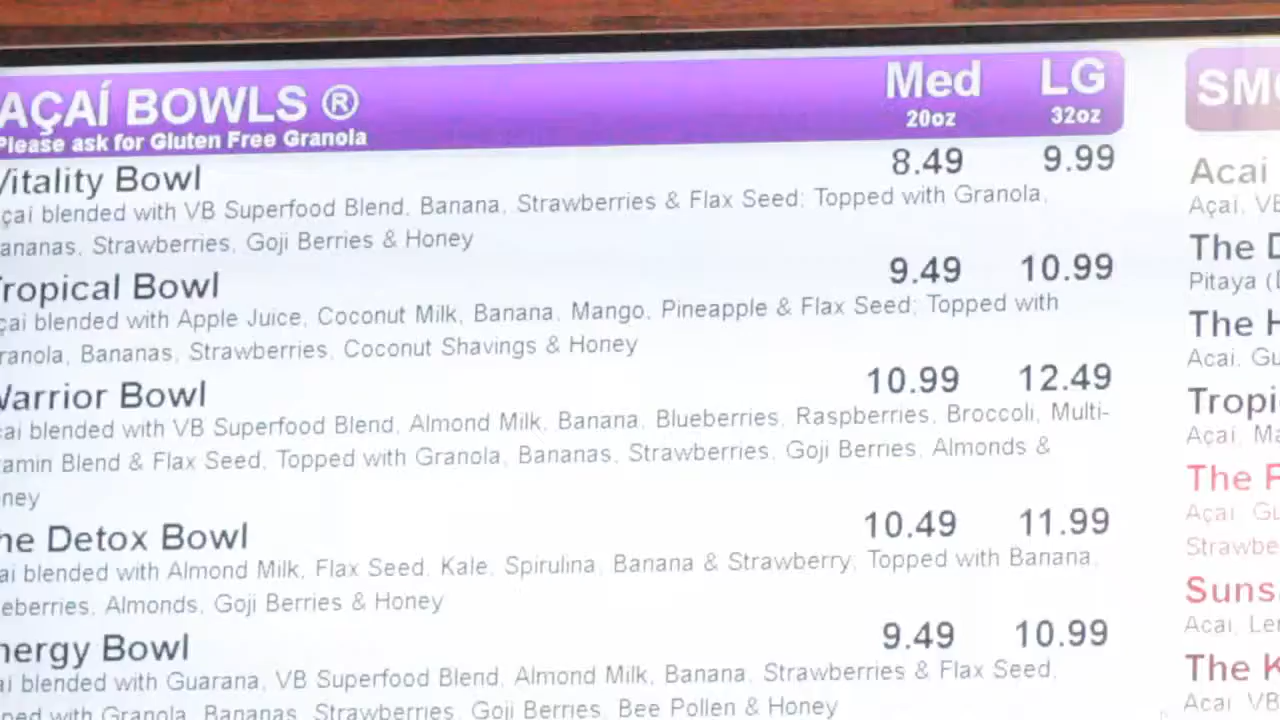 AÇAÍ BOWLS ® Med LG
Please ask for Gluten Free Granola 20oz 32oz
Vitality Bowl 8.49 9.99
çaí blended with VB Superfood Blend, Banana, Strawberries & Flax Seed; Topped with Granola,
ananas, Strawberries, Goji Berries & Honey
Tropical Bowl 9.49 10.99
çai blended with Apple Juice, Coconut Milk, Banana, Mango, Pineapple & Flax Seed; Topped with
ranola, Bananas, Strawberries, Coconut Shavings & Honey
Warrior Bowl 10.99 12.49
çai blended with VB Superfood Blend, Almond Milk, Banana, Blueberries, Raspberries, Broccoli, Multi-
amin Blend & Flax Seed, Topped with Granola, Bananas, Strawberries, Goji Berries, Almonds &
ney
he Detox Bowl 10.49 11.99
ai blended with Almond Milk, Flax Seed, Kale, Spirulina, Banana & Strawberry; Topped with Banana,
eberries, Almonds, Goji Berries & Honey
nergy Bowl 9.49 10.99
ai blended with Guarana, VB Superfood Blend, Almond Milk, Banana, Strawberries & Flax Seed,
ped with Granola, Bananas, Strawberries, Goji Berries, Bee Pollen & Honey
SMO
Acai
Açaí, VB
The D
Pitaya (D
The H
Acai, Gu
Tropi
Açaí, Ma
The
Açaí, Gu
Strawbe
Suns
Acai, Len
The K
Acai, VB